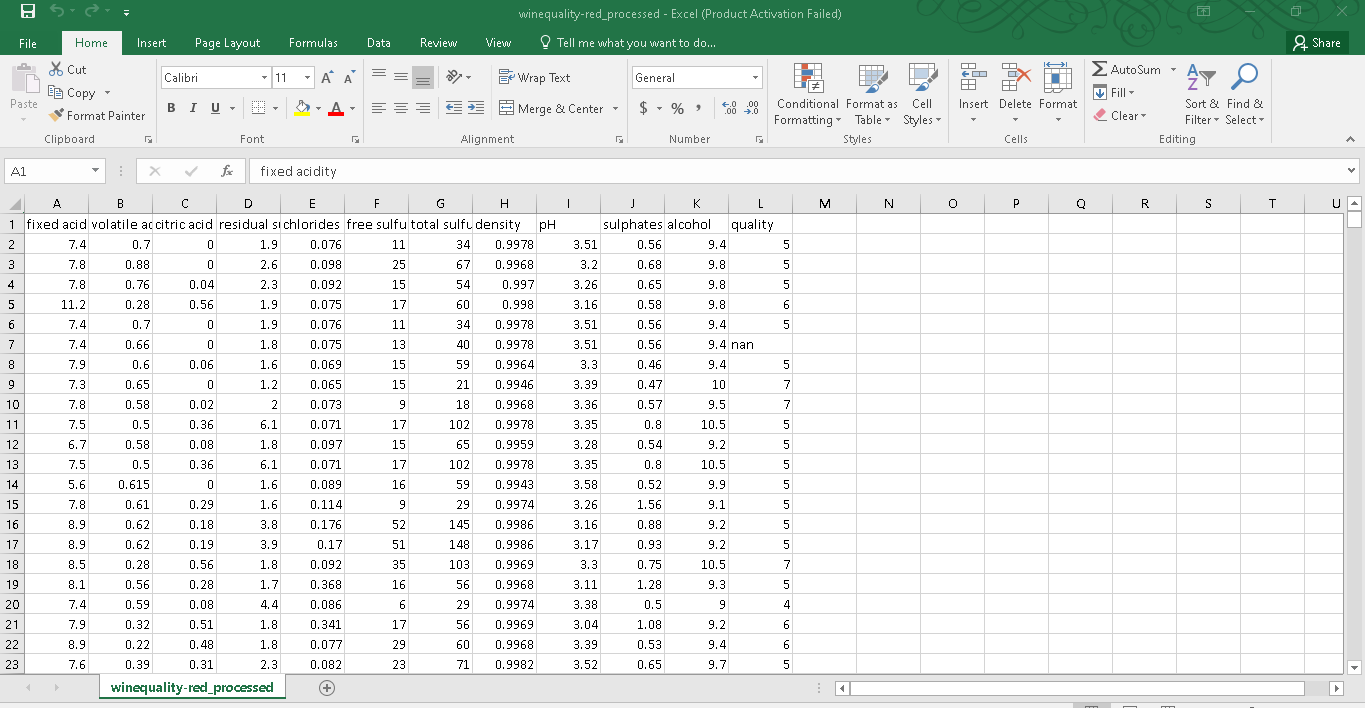 winequality-red_processed - Excel (Product Activation Failed)
File Home Insert Page Layout Formulas Data Review View Tell me what you want to do... Share
Paste
Cut
Copy
Format Painter
Clipboard
Calibri 11 A A
B I U A
Font
Wrap Text
Merge & Center
Alignment
General
$ % ,
Number
Conditional Formatting
Format as Table
Cell Styles
Styles
Insert Delete Format
Cells
AutoSum
Fill
Clear
Sort & Filter
Find & Select
Editing
A1 fx fixed acidity
A B C D E F G H I J K L M N O P Q R S T U
1 fixed acid volatile ac citric acid residual su chlorides free sulfu total sulfu density pH sulphates alcohol quality
2 7.4 0.7 0 1.9 0.076 11 34 0.9978 3.51 0.56 9.4 5
3 7.8 0.88 0 2.6 0.098 25 67 0.9968 3.2 0.68 9.8 5
4 7.8 0.76 0.04 2.3 0.092 15 54 0.997 3.26 0.65 9.8 5
5 11.2 0.28 0.56 1.9 0.075 17 60 0.998 3.16 0.58 9.8 6
6 7.4 0.7 0 1.9 0.076 11 34 0.9978 3.51 0.56 9.4 5
7 7.4 0.66 0 1.8 0.075 13 40 0.9978 3.51 0.56 9.4 nan
8 7.9 0.6 0.06 1.6 0.069 15 59 0.9964 3.3 0.46 9.4 5
9 7.3 0.65 0 1.2 0.065 15 21 0.9946 3.39 0.47 10 7
10 7.8 0.58 0.02 2 0.073 9 18 0.9968 3.36 0.57 9.5 7
11 7.5 0.5 0.36 6.1 0.071 17 102 0.9978 3.35 0.8 10.5 5
12 6.7 0.58 0.08 1.8 0.097 15 65 0.9959 3.28 0.54 9.2 5
13 7.5 0.5 0.36 6.1 0.071 17 102 0.9978 3.35 0.8 10.5 5
14 5.6 0.615 0 1.6 0.089 16 59 0.9943 3.58 0.52 9.9 5
15 7.8 0.61 0.29 1.6 0.114 9 29 0.9974 3.26 1.56 9.1 5
16 8.9 0.62 0.18 3.8 0.176 52 145 0.9986 3.16 0.88 9.2 5
17 8.9 0.62 0.19 3.9 0.17 51 148 0.9986 3.17 0.93 9.2 5
18 8.5 0.28 0.56 1.8 0.092 35 103 0.9969 3.3 0.75 10.5 7
19 8.1 0.56 0.28 1.7 0.368 16 56 0.9968 3.11 1.28 9.3 5
20 7.4 0.59 0.08 4.4 0.086 6 29 0.9974 3.38 0.5 9 4
21 7.9 0.32 0.51 1.8 0.341 17 56 0.9969 3.04 1.08 9.2 6
22 8.9 0.22 0.48 1.8 0.077 29 60 0.9968 3.39 0.53 9.4 6
23 7.6 0.39 0.31 2.3 0.082 23 71 0.9982 3.52 0.65 9.7 5
winequality-red_processed